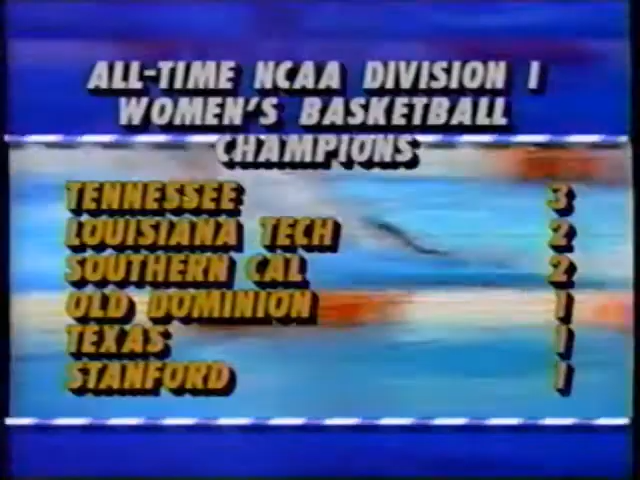 ALL-TIME NCAA DIVISION I
WOMEN'S BASKETBALL
CHAMPIONS
TENNESSEE 3
LOUISIANA TECH 2
SOUTHERN CAL 2
OLD DOMINION 1
TEXAS 1
STANFORD 1